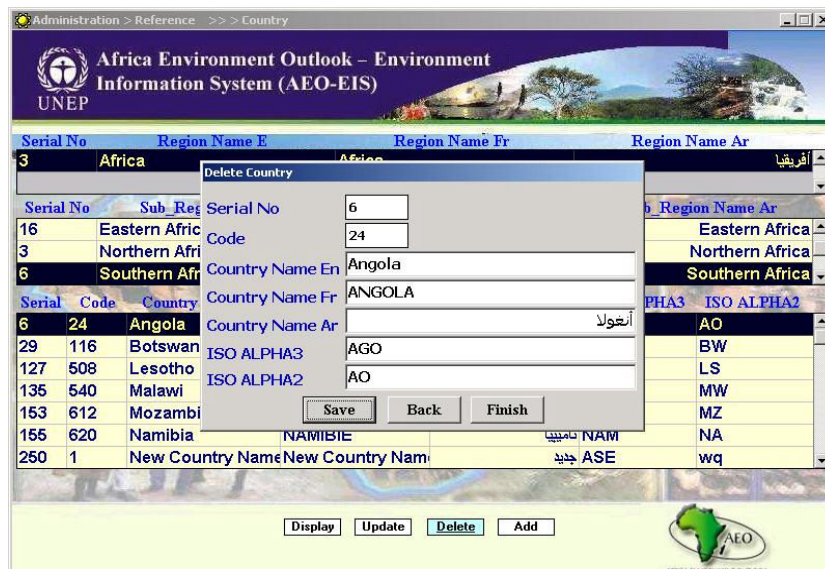 Administration > Reference >> > Country
Africa Environment Outlook – Environment
Information System (AEO-EIS)
UNEP
Serial No Region Name E Region Name Fr Region Name Ar
3 Africa أفريقيا
Delete Country
Serial No Sub_Reg b_Region Name Ar
16 Eastern Afric Eastern Africa
3 Northern Afri Northern Africa
6 Southern Afr Southern Africa
Serial No 6
Code 24
Country Name En Angola
Country Name Fr ANGOLA
Country Name Ar أنغولا
ISO ALPHA3 AGO
ISO ALPHA2 AO
Save Back Finish
Serial Code Country PHA3 ISO ALPHA2
6 24 Angola AO
29 116 Botswan BW
127 508 Lesotho LS
135 540 Malawi MW
153 612 Mozambi MZ
155 620 Namibia NAMIBIE ناميبيا NAM NA
250 1 New Country Name New Country Nam جديد ASE wq
Display Update Delete Add
AEO